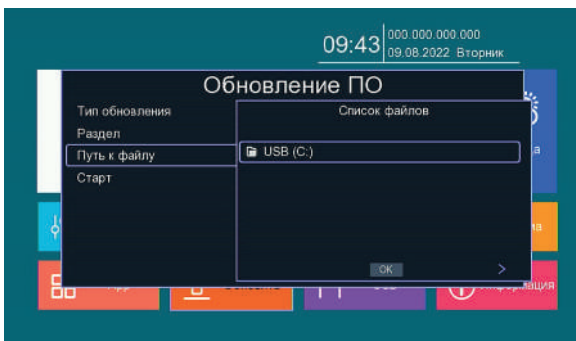 09:43
000.000.000.000
09.08.2022 Вторник
Обновление ПО
Тип обновления
Раздел
Путь к файлу
Старт
Список файлов
USB (C:)
OK